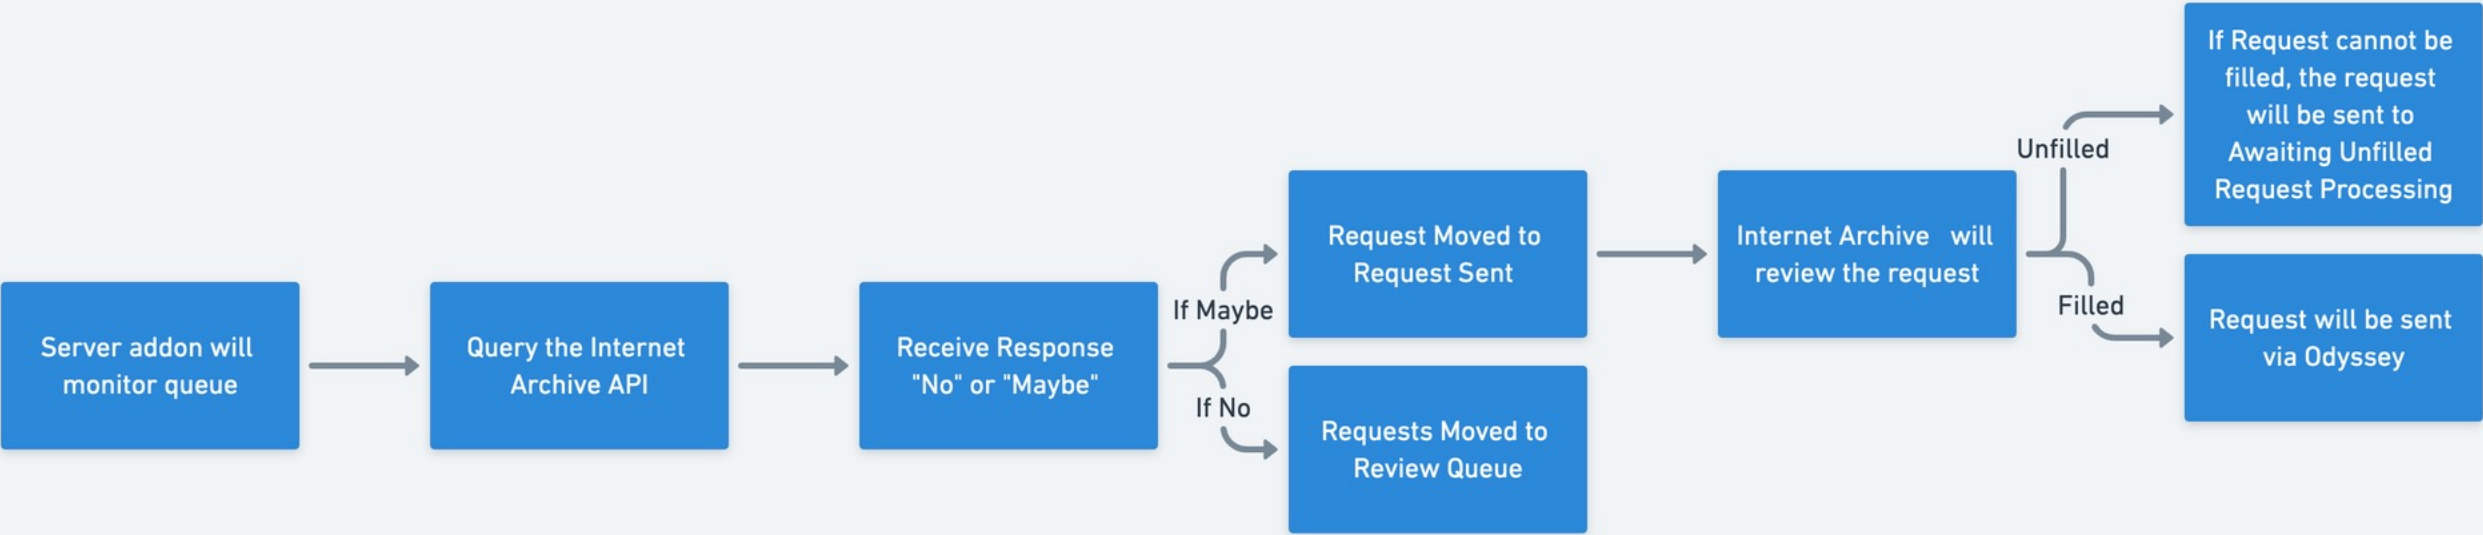 Server addon will
monitor queue
Query the Internet
Archive API
Receive Response
"No" or "Maybe"
If Maybe
If No
Request Moved to
Request Sent
Requests Moved to
Review Queue
Internet Archive will
review the request
Unfilled
Filled
If Request cannot be
filled, the request
will be sent to
Awaiting Unfilled
Request Processing
Request will be sent
via Odyssey